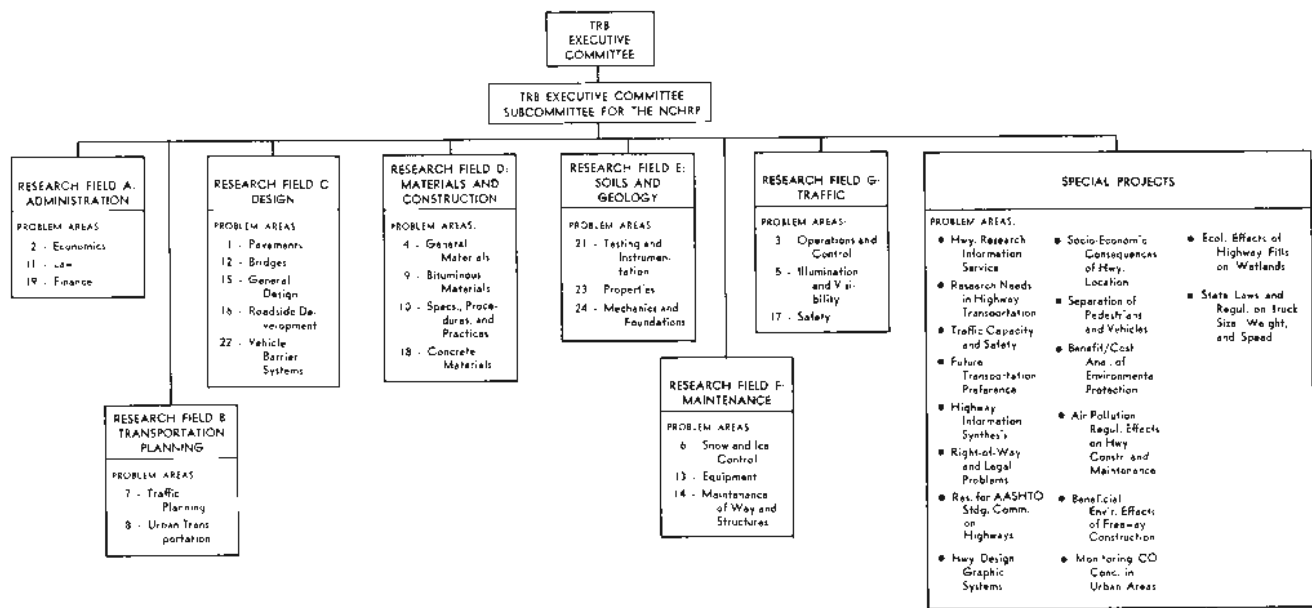 TRB
EXECUTIVE
COMMITTEE
TRB EXECUTIVE COMMITTEE
SUBCOMMITTEE FOR THE NCHRP
RESEARCH FIELD A:
ADMINISTRATION
PROBLEM AREAS
2 - Economics
11 - Law
19 - Finance
RESEARCH FIELD B
TRANSPORTATION
PLANNING
PROBLEM AREAS
7 - Traffic
Planning
8 - Urban Trans
portation
RESEARCH FIELD C
DESIGN
PROBLEM AREAS
1 - Pavements
12 - Bridges
15 - General
Design
16 - Roadside De-
velopment
22 - Vehicle
Barrier
Systems
RESEARCH FIELD D:
MATERIALS AND
CONSTRUCTION
PROBLEM AREAS
4 - General
Materials
9 - Bituminous
Materials
10 - Specs., Proce-
dures, and
Practices
18 - Concrete
Materials
RESEARCH FIELD E:
SOILS AND
GEOLOGY
PROBLEM AREAS
21 - Testing and
Instrumen-
tation
23 Properties
24 - Mechanics and
Foundations
RESEARCH FIELD F-
MAINTENANCE
PROBLEM AREAS
6 Snow and Ice
Control
13 - Equipment
14 - Maintenance
of Way and
Structures
RESEARCH FIELD G-
TRAFFIC
PROBLEM AREAS-
3 Operations and
Control
5 - Illumination
and Visi-
bility
17 - Safety
SPECIAL PROJECTS
PROBLEM AREAS.
• Hwy. Research
Information
Service
• Research Needs
in Highway
Transportation
• Traffic Capacity
and Safety
• Future
Transportation
Preference
• Highway
Information
Synthesis
• Right-of-Way
and Legal
Problems
• Res. for AASHTO
Stdg. Comm.
on
Highways
• Hwy Design
Graphic
Systems
• Socio-Economic
Consequences
of Hwy.
Location
• Separation of
Pedestrians
and Vehicles
• Benefit/Cost
Anal. of
Environmental
Protection
• Air Pollution
Regul. Effects
on Hwy
Constr. and
Maintenance
• Beneficial
Envir. Effects
of Freeway
Construction
• Monitoring CO
Conc. in
Urban Areas
• Ecol. Effects of
Highway Fills
on Wetlands
• State Laws and
Regul. on Truck
Size, Weight,
and Speed